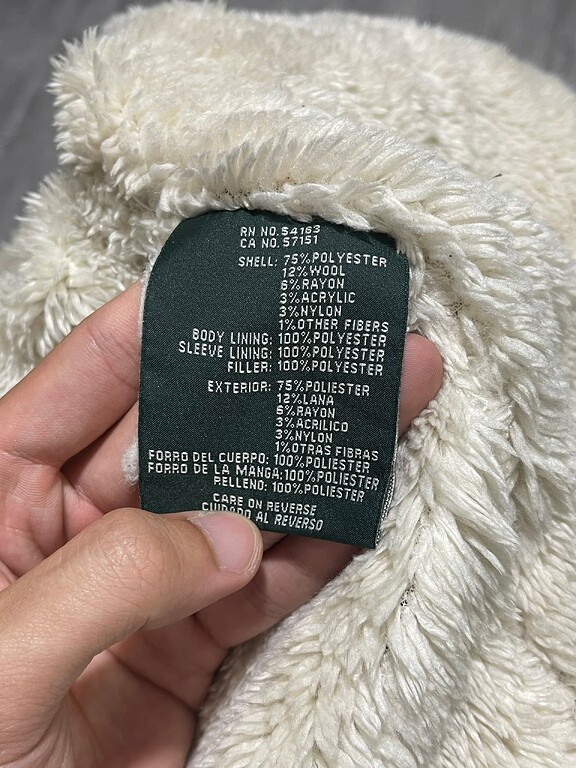 RN NO. 54163
CA NO. 57151
SHELL: 75%POLYESTER
12%WOOL
6%RAYON
3%ACRYLIC
3%NYLON
1%OTHER FIBERS
BODY LINING: 100%POLYESTER
SLEEVE LINING: 100%POLYESTER
FILLER: 100%POLYESTER
EXTERIOR: 75%POLIESTER
12%LANA
6%RAYON
3%ACRILICO
3%NYLON
1%OTRAS FIBRAS
FORRO DEL CUERPO: 100%POLIESTER
FORRO DE LA MANGA: 100%POLIESTER
RELLENO: 100%POLIESTER
CARE ON REVERSE
CUIDADO AL REVERSO